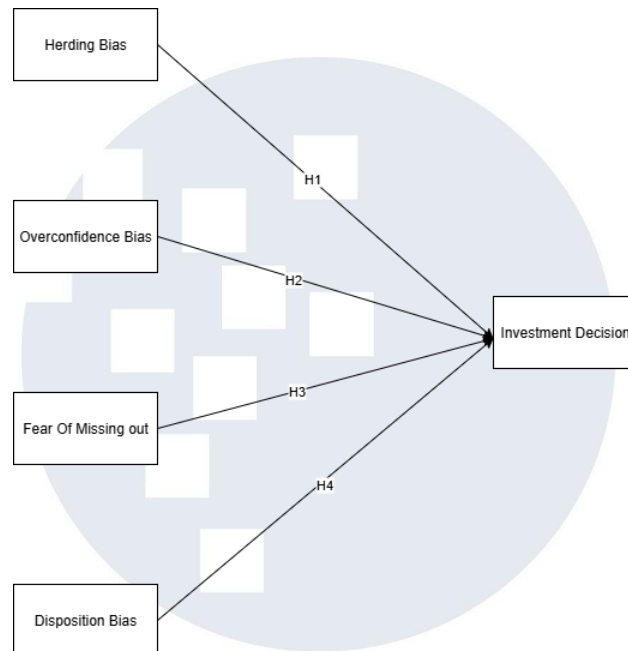 Herding Bias
H1
Overconfidence Bias
H2
Investment Decision
H3
Fear Of Missing out
H4
Disposition Bias